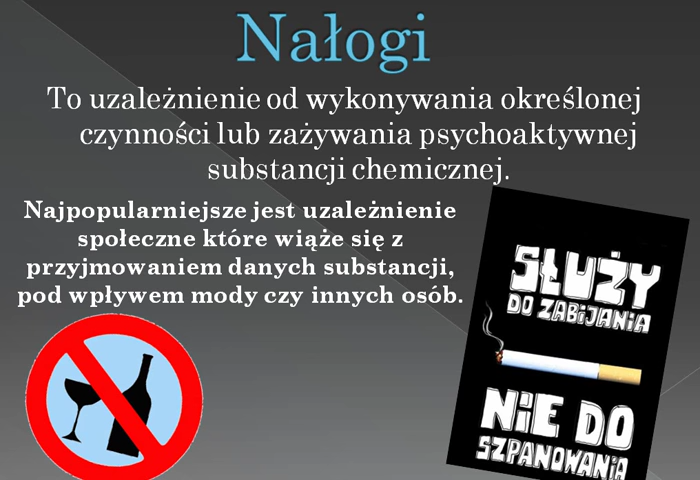 Nałogi
To uzależnienie od wykonywania określonej
czynności lub zażywania psychoaktywnej
substancji chemicznej.
Najpopularniejsze jest uzależnienie
społeczne które wiąże się z
przyjmowaniem danych substancji,
pod wpływem mody czy innych osób.
SŁUŻY
DO ZABiJANiA
NiE DO
SZPANOWANiA